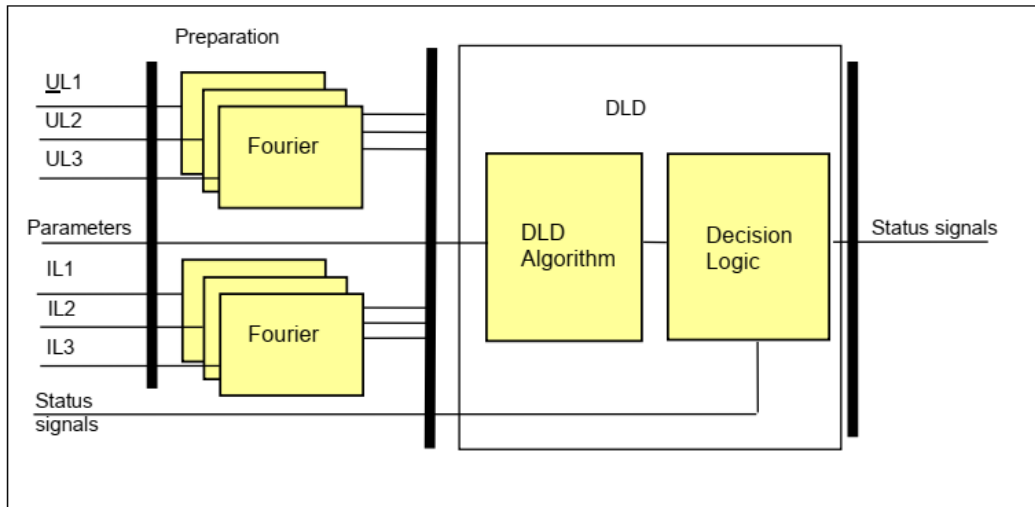 Preparation
UL1
UL2
UL3
Fourier
DLD
Parameters
DLD
Algorithm
Decision
Logic
Status signals
IL1
IL2
IL3
Fourier
Status
signals